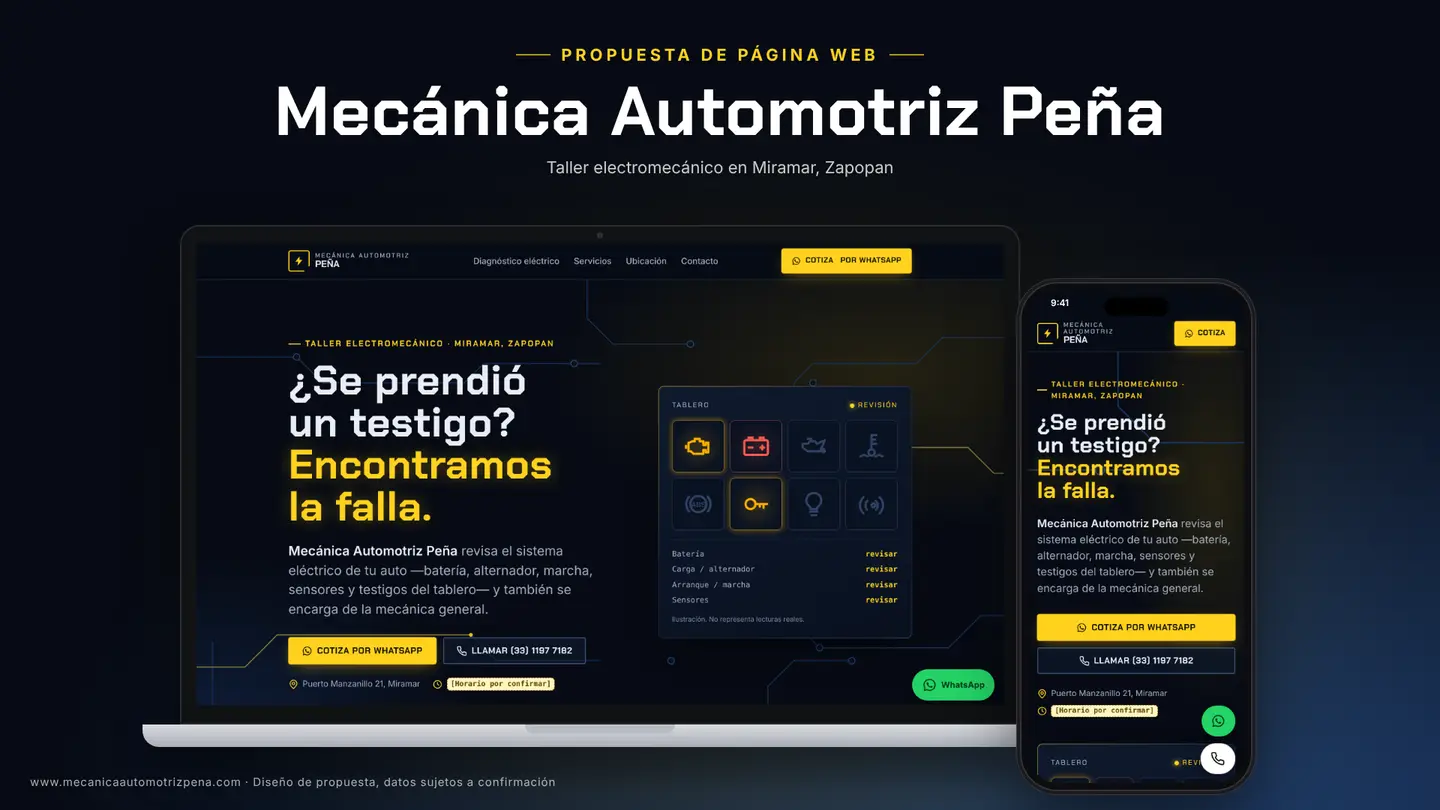 PROPUESTA DE PÁGINA WEB
Mecánica Automotriz Peña
Taller electromecánico en Miramar, Zapopan
MECÁNICA AUTOMOTRIZ
PEÑA
Diagnóstico eléctrico Servicios Ubicación Contacto
COTIZA POR WHATSAPP
TALLER ELECTROMECÁNICO · MIRAMAR, ZAPOPAN
¿Se prendió
un testigo?
Encontramos
la falla.
Mecánica Automotriz Peña revisa el sistema
eléctrico de tu auto —batería, alternador, marcha,
sensores y testigos del tablero— y también se
encarga de la mecánica general.
COTIZA POR WHATSAPP
LLAMAR (33) 1197 7182
Puerto Manzanillo 21, Miramar
[Horario por confirmar]
TABLERO
REVISIÓN
ABS
Batería revisar
Carga / alternador revisar
Arranque / marcha revisar
Sensores revisar
Ilustración. No representa lecturas reales.
WhatsApp
9:41
MECÁNICA
AUTOMOTRIZ
PEÑA
COTIZA
TALLER ELECTROMECÁNICO ·
MIRAMAR, ZAPOPAN
¿Se prendió
un testigo?
Encontramos
la falla.
Mecánica Automotriz Peña revisa el
sistema eléctrico de tu auto —batería,
alternador, marcha, sensores y
testigos del tablero— y también se
encarga de la mecánica general.
COTIZA POR WHATSAPP
LLAMAR (33) 1197 7182
Puerto Manzanillo 21, Miramar
[Horario por confirmar]
TABLERO
www.mecanicaautomotrizpena.com · Diseño de propuesta, datos sujetos a confirmación